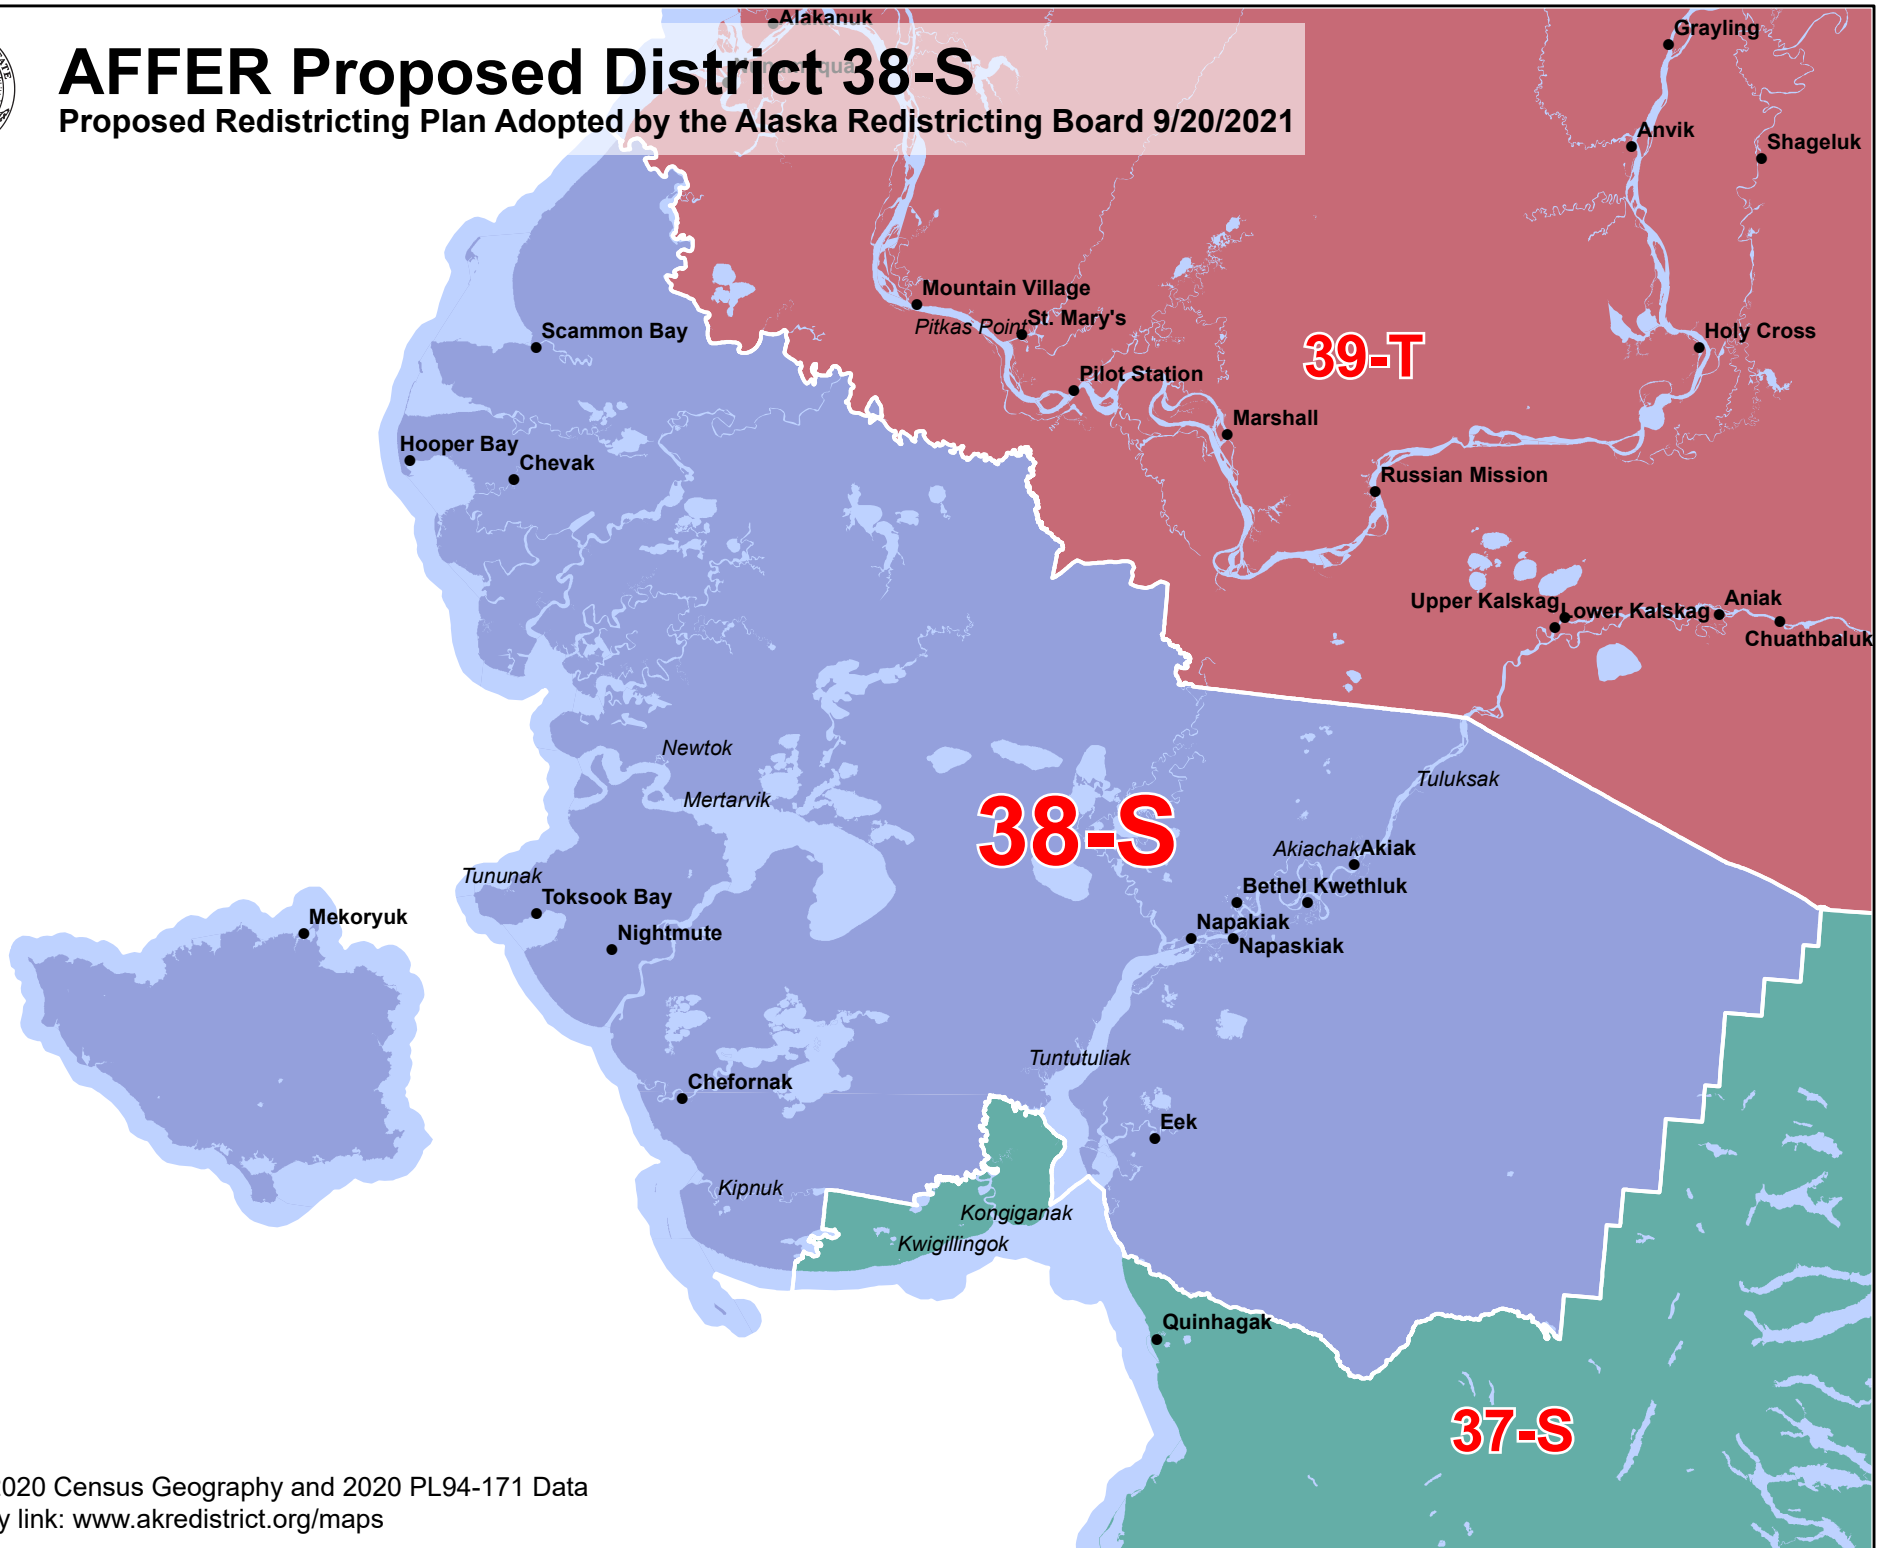 Alakanuk
Grayling
AFFER Proposed District 38-S
Proposed Redistricting Plan Adopted by the Alaska Redistricting Board 9/20/2021
Anvik
Shageluk
Mountain Village
Pitkas Point
St. Mary's
Scammon Bay
Holy Cross
39-T
Pilot Station
Marshall
Hooper Bay
Chevak
Russian Mission
Upper Kalskag
Lower Kalskag
Aniak
Chuathbaluk
Newtok
Tuluksak
Mertarvik
38-S
Akiachak
Akiak
Tununak
Toksook Bay
Bethel
Kwethluk
Mekoryuk
Nightmute
Napakiak
Napaskiak
Tuntutuliak
Chefornak
Eek
Kipnuk
Kongiganak
Kwigillingok
Quinhagak
37-S
2020 Census Geography and 2020 PL94-171 Data
link: www.akredistrict.org/maps